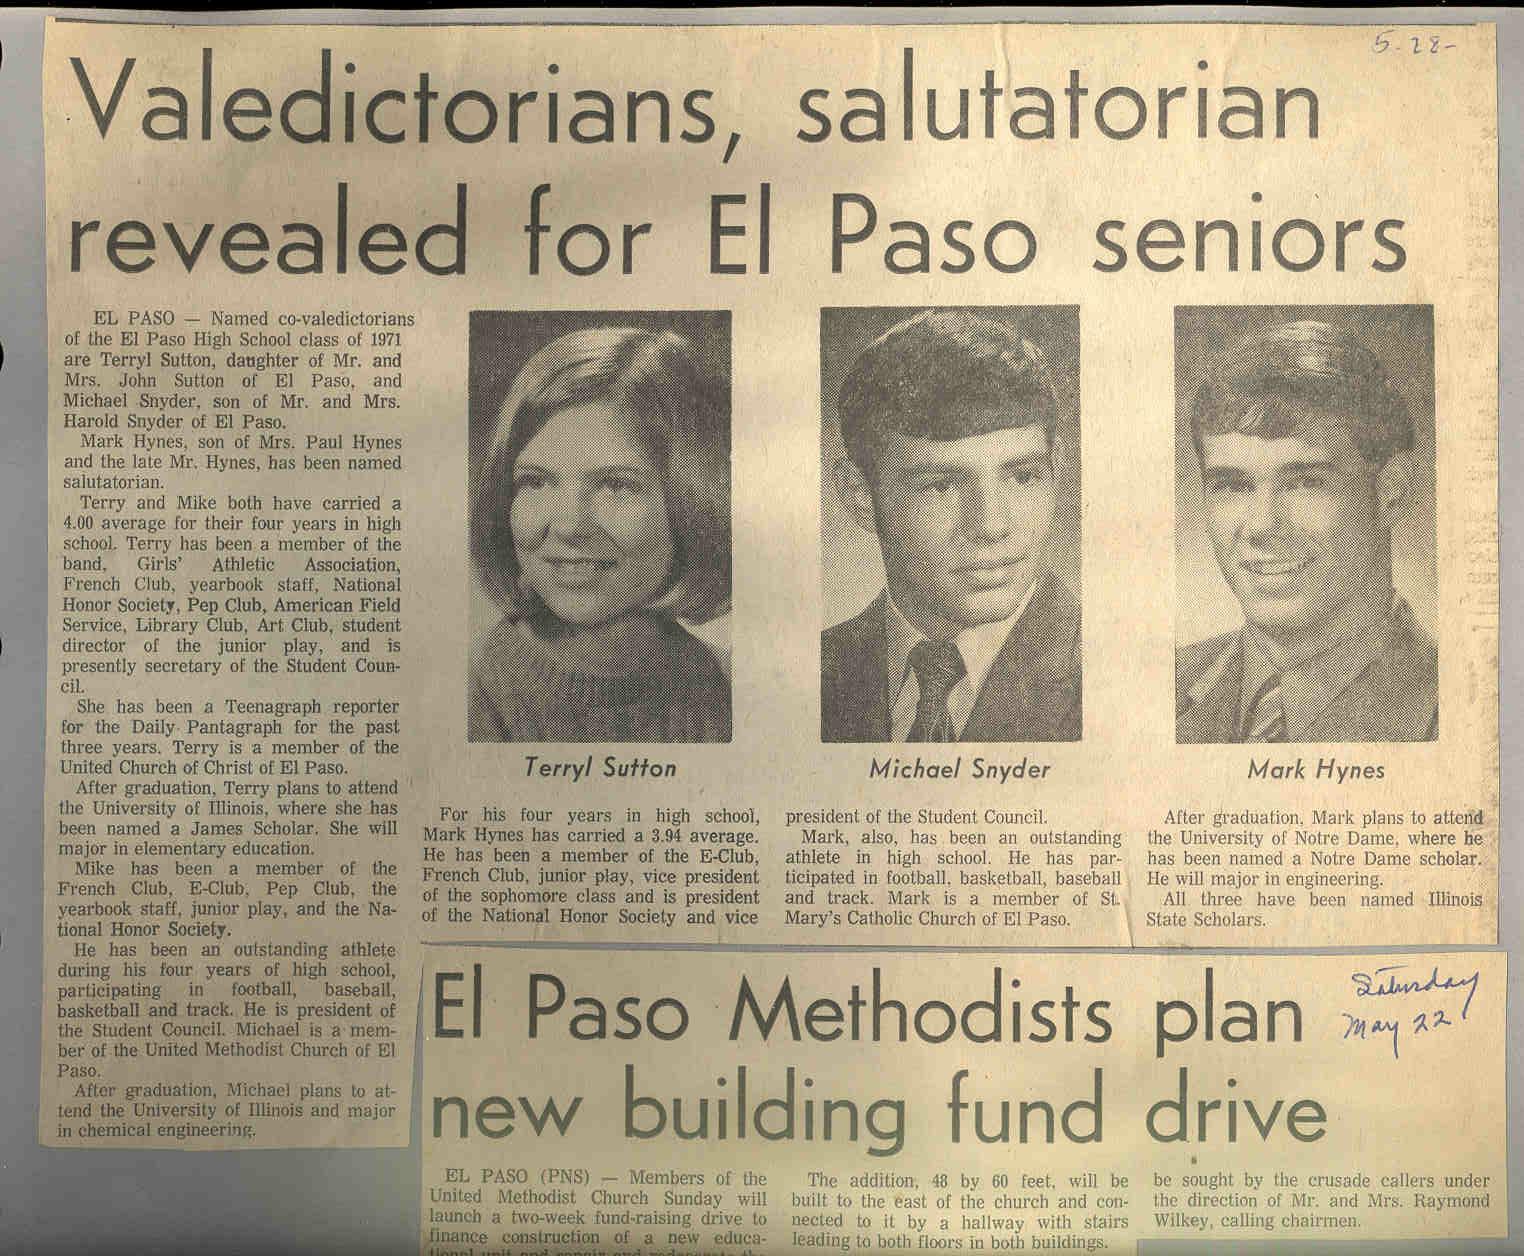 5-28-
Valedictorians, salutatorian
revealed for El Paso seniors
EL PASO — Named co-valedictorians
of the El Paso High School class of 1971
are Terryl Sutton, daughter of Mr. and
Mrs. John Sutton of El Paso, and
Michael Snyder, son of Mr. and Mrs.
Harold Snyder of El Paso.
Mark Hynes, son of Mrs. Paul Hynes
and the late Mr. Hynes, has been named
salutatorian.
Terry and Mike both have carried a
4.00 average for their four years in high
school. Terry has been a member of the
band, Girls' Athletic Association,
French Club, yearbook staff, National
Honor Society, Pep Club, American Field
Service, Library Club, Art Club, student
director of the junior play, and is
presently secretary of the Student Coun-
cil.
She has been a Teenagraph reporter
for the Daily Pantagraph for the past
three years. Terry is a member of the
United Church of Christ of El Paso.
After graduation, Terry plans to attend
the University of Illinois, where she has
been named a James Scholar. She will
major in elementary education.
Mike has been a member of the
French Club, E-Club, Pep Club, the
yearbook staff, junior play, and the Na-
tional Honor Society.
He has been an outstanding athlete
during his four years of high school,
participating in football, baseball,
basketball and track. He is president of
the Student Council. Michael is a mem-
ber of the United Methodist Church of El
Paso.
After graduation, Michael plans to at-
tend the University of Illinois and major
in chemical engineering.
Terryl Sutton
Michael Snyder
Mark Hynes
For his four years in high school,
Mark Hynes has carried a 3.94 average.
He has been a member of the E-Club,
French Club, junior play, vice president
of the sophomore class and is president
of the National Honor Society and vice
president of the Student Council.
Mark, also, has been an outstanding
athlete in high school. He has par-
ticipated in football, basketball, baseball
and track. Mark is a member of St.
Mary's Catholic Church of El Paso.
After graduation, Mark plans to attend
the University of Notre Dame, where he
has been named a Notre Dame scholar.
He will major in engineering.
All three have been named Illinois
State Scholars.
El Paso Methodists plan
new building fund drive
Saturday
May 22
EL PASO (PNS) — Members of the
United Methodist Church Sunday will
launch a two-week fund-raising drive to
finance construction of a new educa-
tional unit and repair and redecorate the
The addition, 48 by 60 feet, will be
built to the east of the church and con-
nected to it by a hallway with stairs
leading to both floors in both buildings.
be sought by the crusade callers under
the direction of Mr. and Mrs. Raymond
Wilkey, calling chairmen.